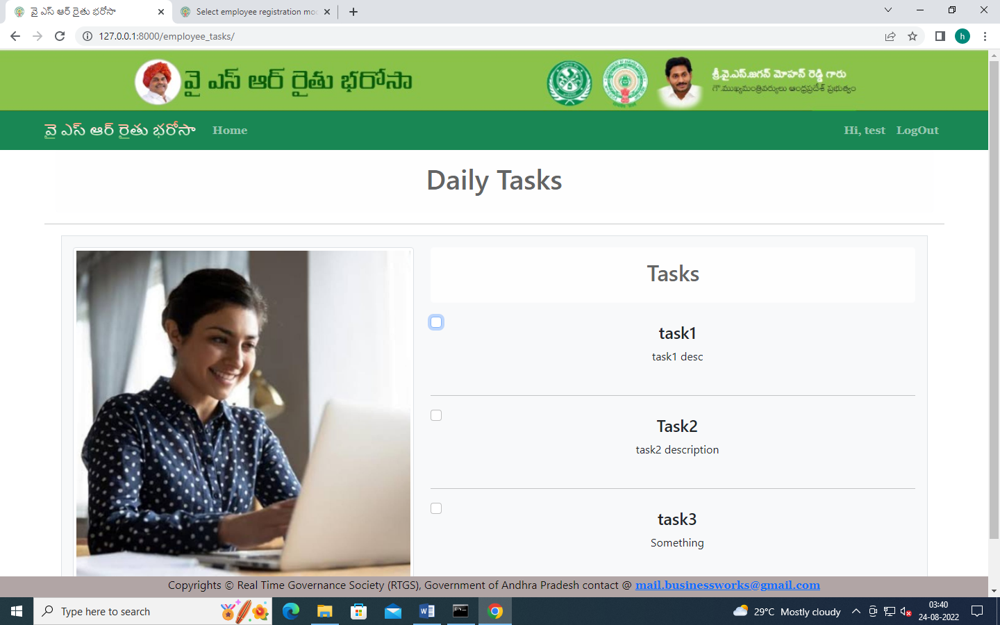 వై ఎస్ ఆర్ రైతు భరోసా
Select employee registration mod
127.0.0.1:8000/employee_tasks/
h
వై ఎస్ ఆర్ రైతు భరోసా
శ్రీ.వై.ఎస్.జగన్ మోహన్ రెడ్డి గారు
గౌ.ముఖ్యమంత్రివర్యులు ఆంధ్రప్రదేశ్ ప్రభుత్వం
వై ఎస్ ఆర్ రైతు భరోసా Home Hi, test LogOut
Daily Tasks
Tasks
task1
task1 desc
Task2
task2 description
task3
Something
Copyrights © Real Time Governance Society (RTGS), Government of Andhra Pradesh contact @ mail.businessworks@gmail.com
Type here to search
29°C Mostly cloudy
03:40
24-08-2022